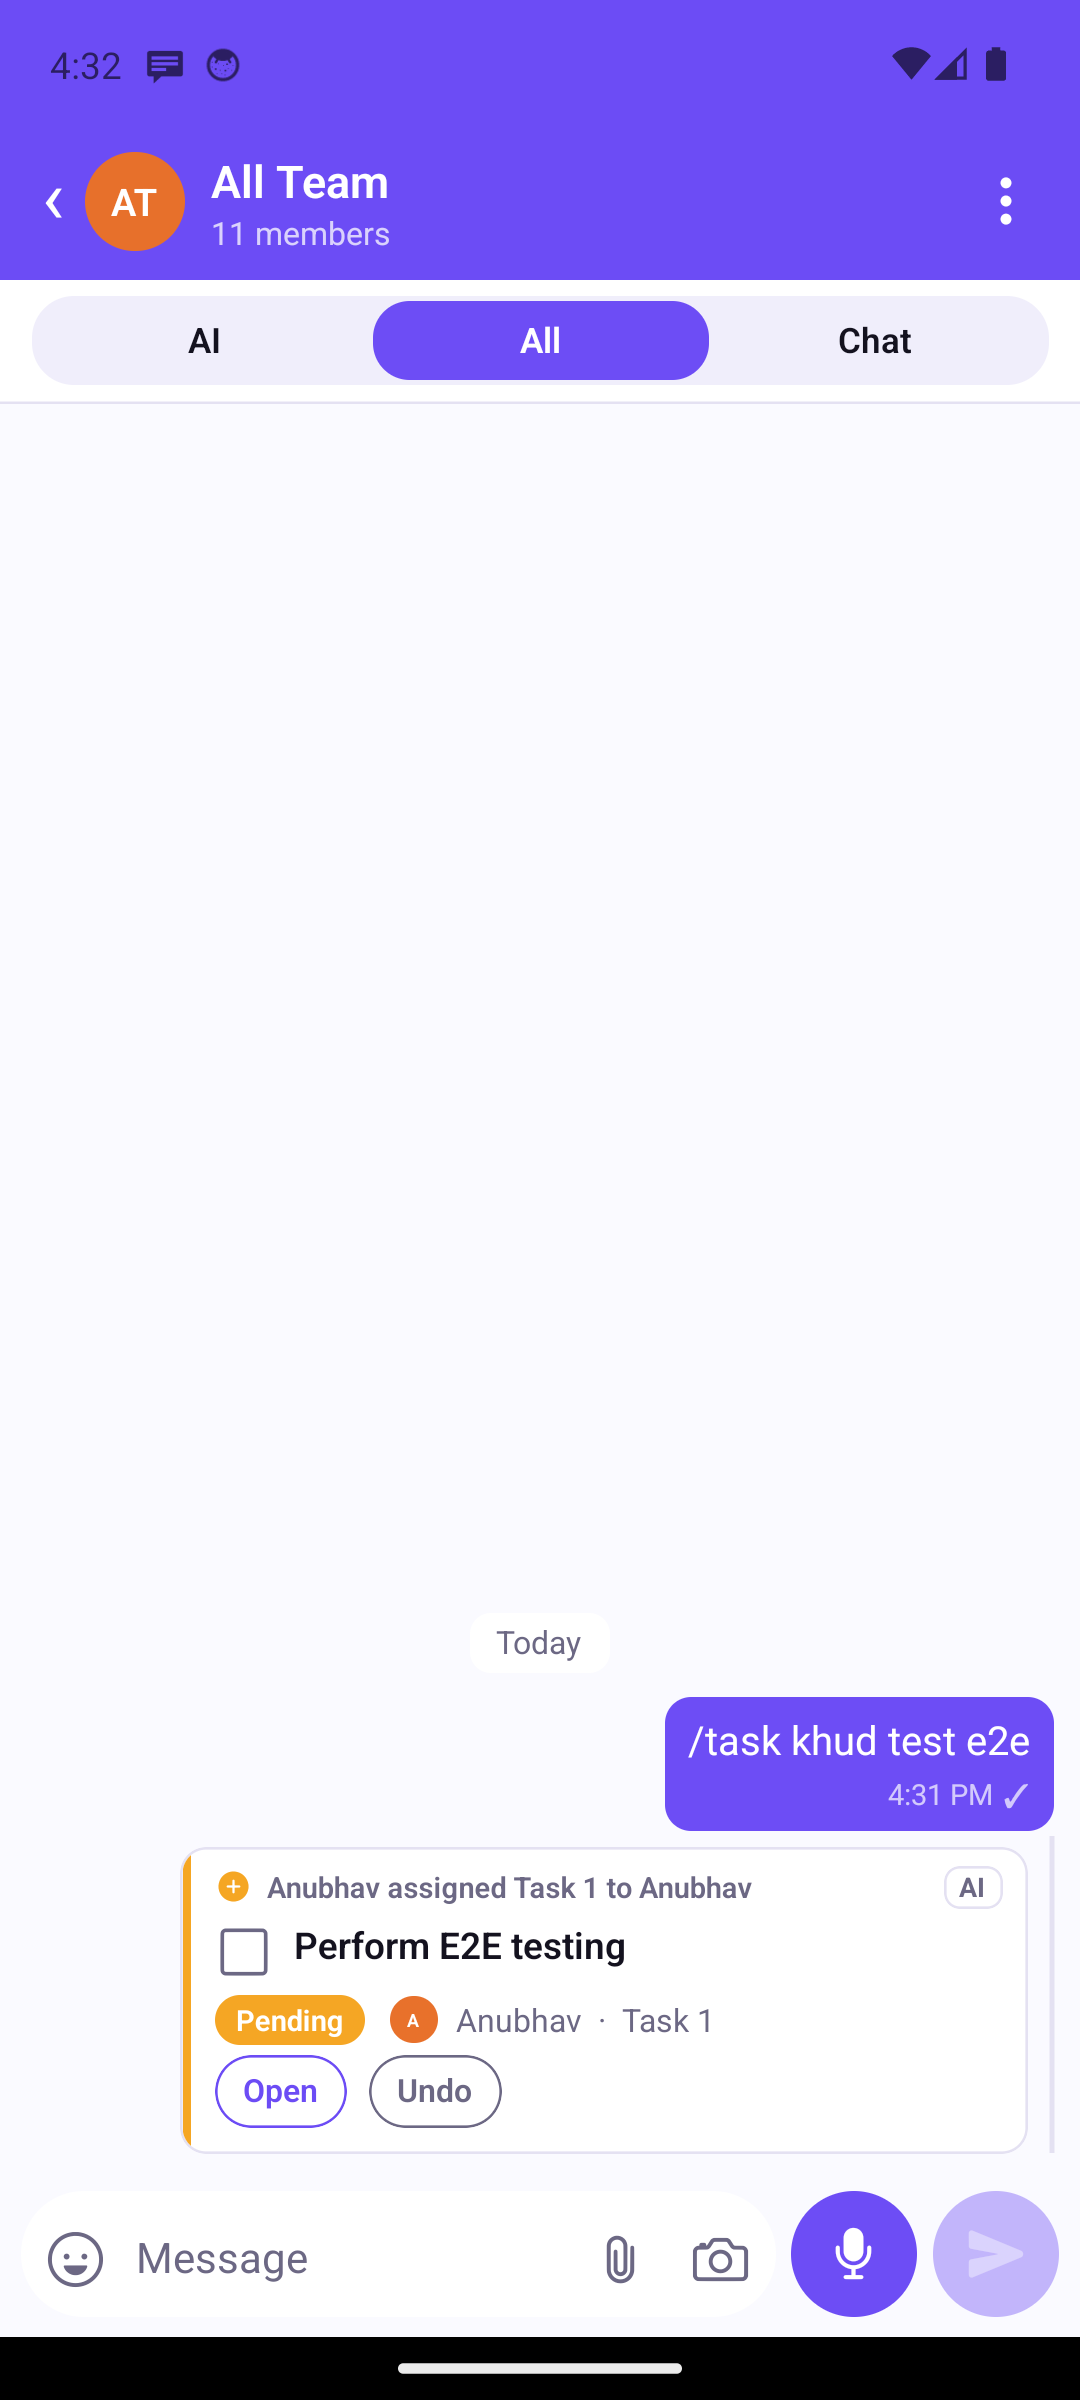 4:32
AT
All Team
11 members
AI
All
Chat
Today
/task khud test e2e
4:31 PM ✓
Anubhav assigned Task 1 to Anubhav
AI
Perform E2E testing
Pending
A
Anubhav · Task 1
Open
Undo
Message